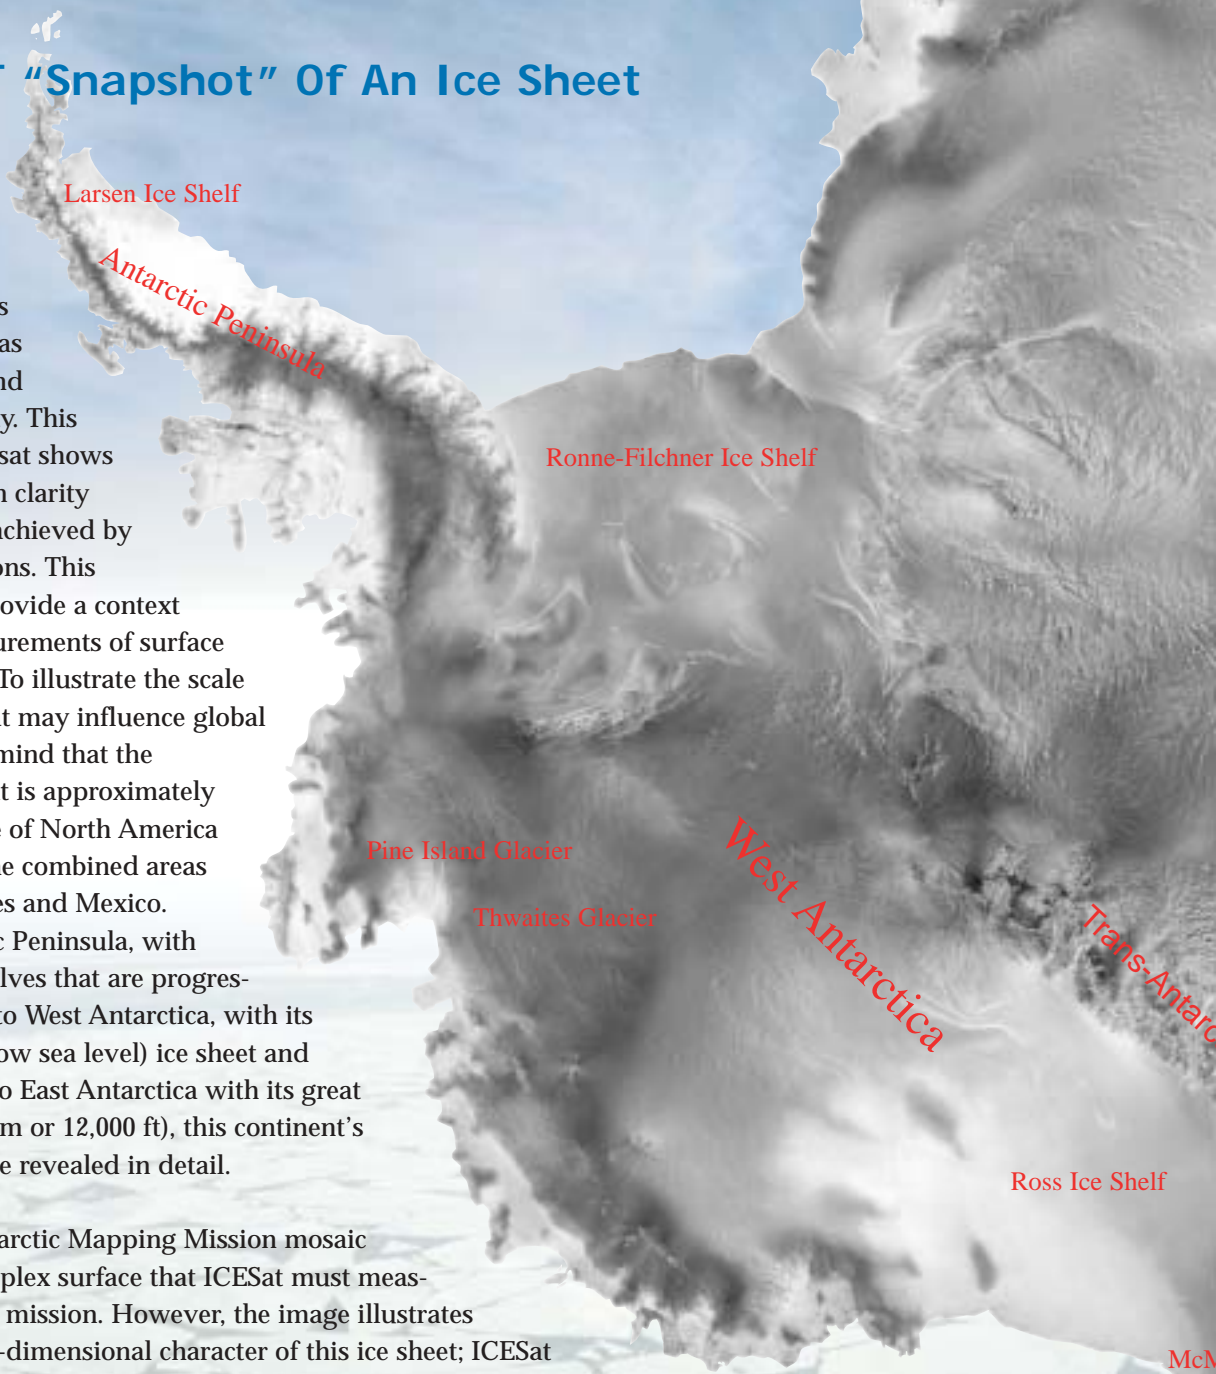 “Snapshot” Of An Ice Sheet
Larsen Ice Shelf
Antarctic Peninsula
Ronne-Filchner Ice Shelf
Pine Island Glacier
Thwaites Glacier
West Antarctica
Trans-Antarc
Ross Ice Shelf
McM
s
as
nd
y. This
sat shows
n clarity
achieved by
ons. This
ovide a context
urements of surface
To illustrate the scale
it may influence global
mind that the
t is approximately
e of North America
he combined areas
es and Mexico.
c Peninsula, with
elves that are progres-
to West Antarctica, with its
ow sea level) ice sheet and
o East Antarctica with its great
m or 12,000 ft), this continent's
e revealed in detail.
arctic Mapping Mission mosaic
plex surface that ICESat must meas-
mission. However, the image illustrates
-dimensional character of this ice sheet; ICESat